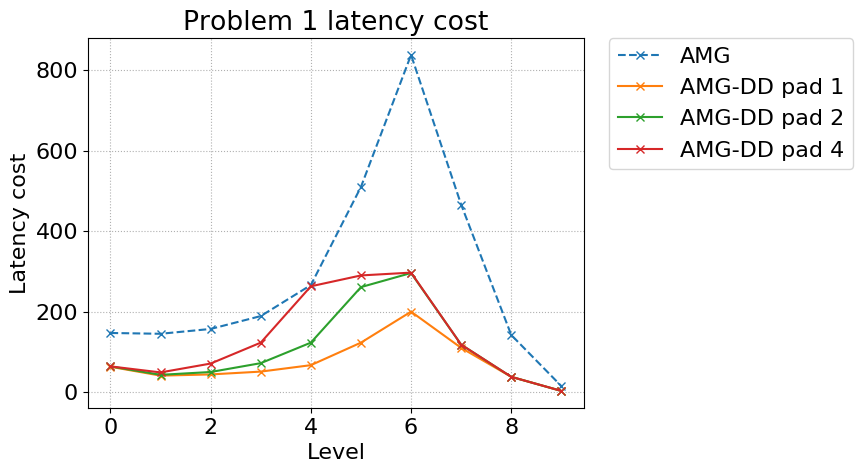 Problem 1 latency cost
AMG
AMG-DD pad 1
AMG-DD pad 2
AMG-DD pad 4
Latency cost
800
600
400
200
0
0 2 4 6 8
Level